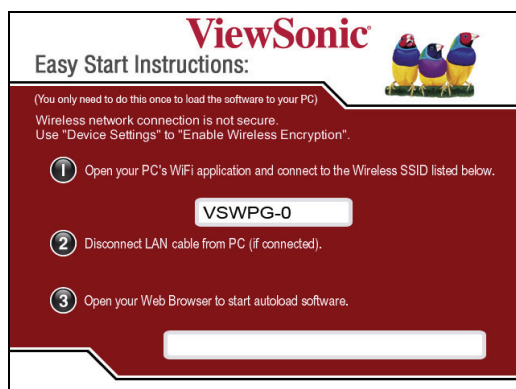 ViewSonic®
Easy Start Instructions:
(You only need to do this once to load the software to your PC)
Wireless network connection is not secure.
Use "Device Settings" to "Enable Wireless Encryption".
1 Open your PC's WiFi application and connect to the Wireless SSID listed below.
VSWPG-0
2 Disconnect LAN cable from PC (if connected).
3 Open your Web Browser to start autoload software.